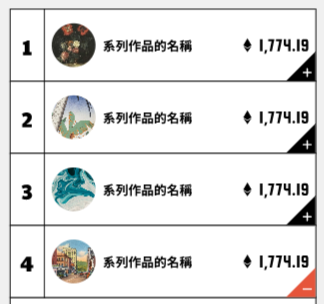 1 系列作品的名稱 1,774.19
+
2 系列作品的名稱 1,774.19
+
3 系列作品的名稱 1,774.19
+
4 系列作品的名稱 1,774.19
−